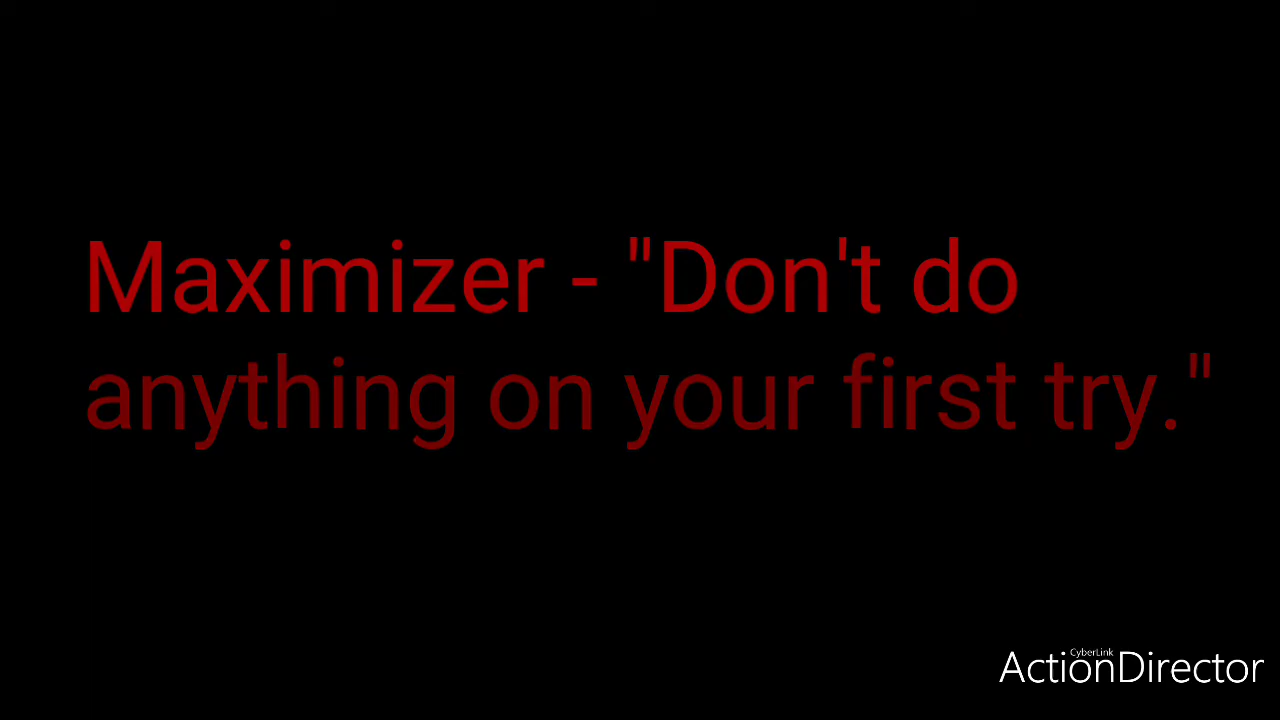 Maximizer - "Don't do
anything on your first try."
CyberLink
ActionDirector